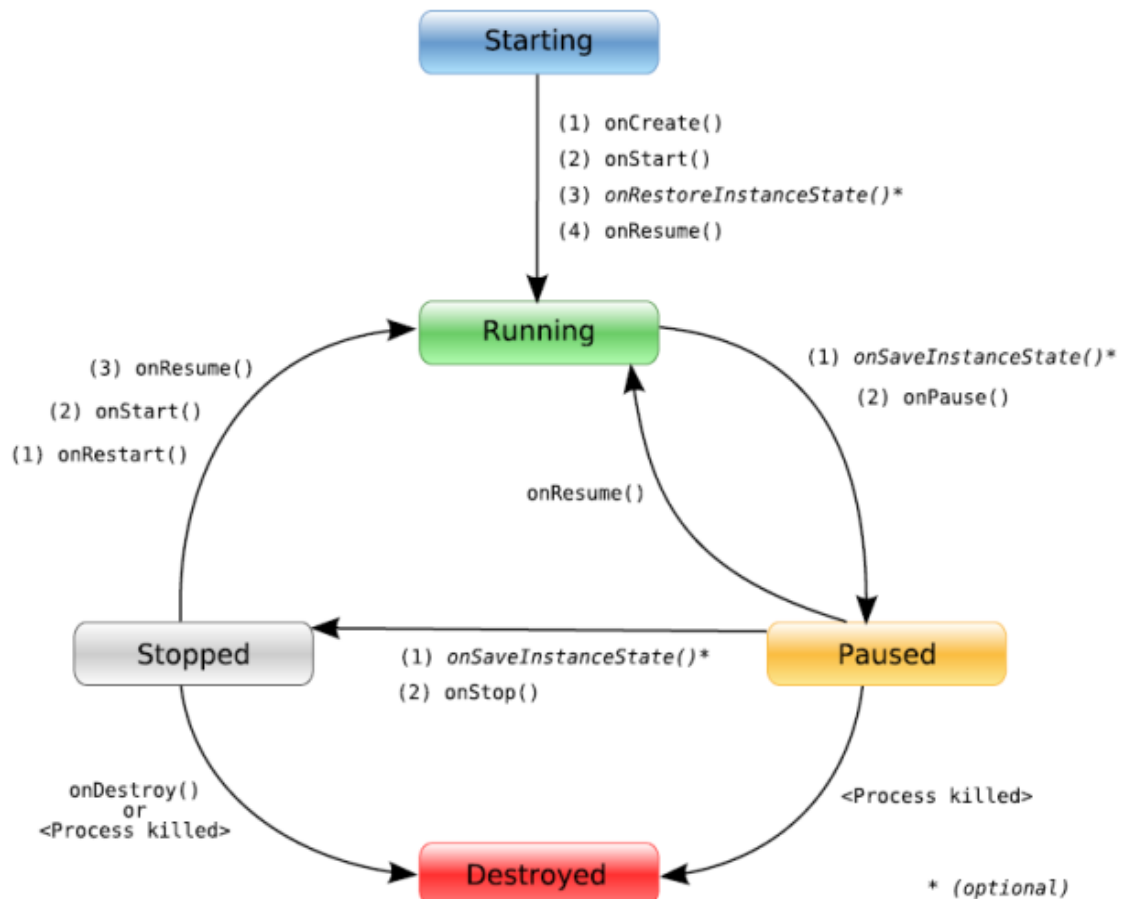 Starting
(1) onCreate()
(2) onStart()
(3) onRestoreInstanceState()*
(4) onResume()
Running
(1) onSaveInstanceState()*
(2) onPause()
(3) onResume()
(2) onStart()
(1) onRestart()
onResume()
Stopped
(1) onSaveInstanceState()*
(2) onStop()
Paused
onDestroy()
or
<Process killed>
<Process killed>
Destroyed
* (optional)